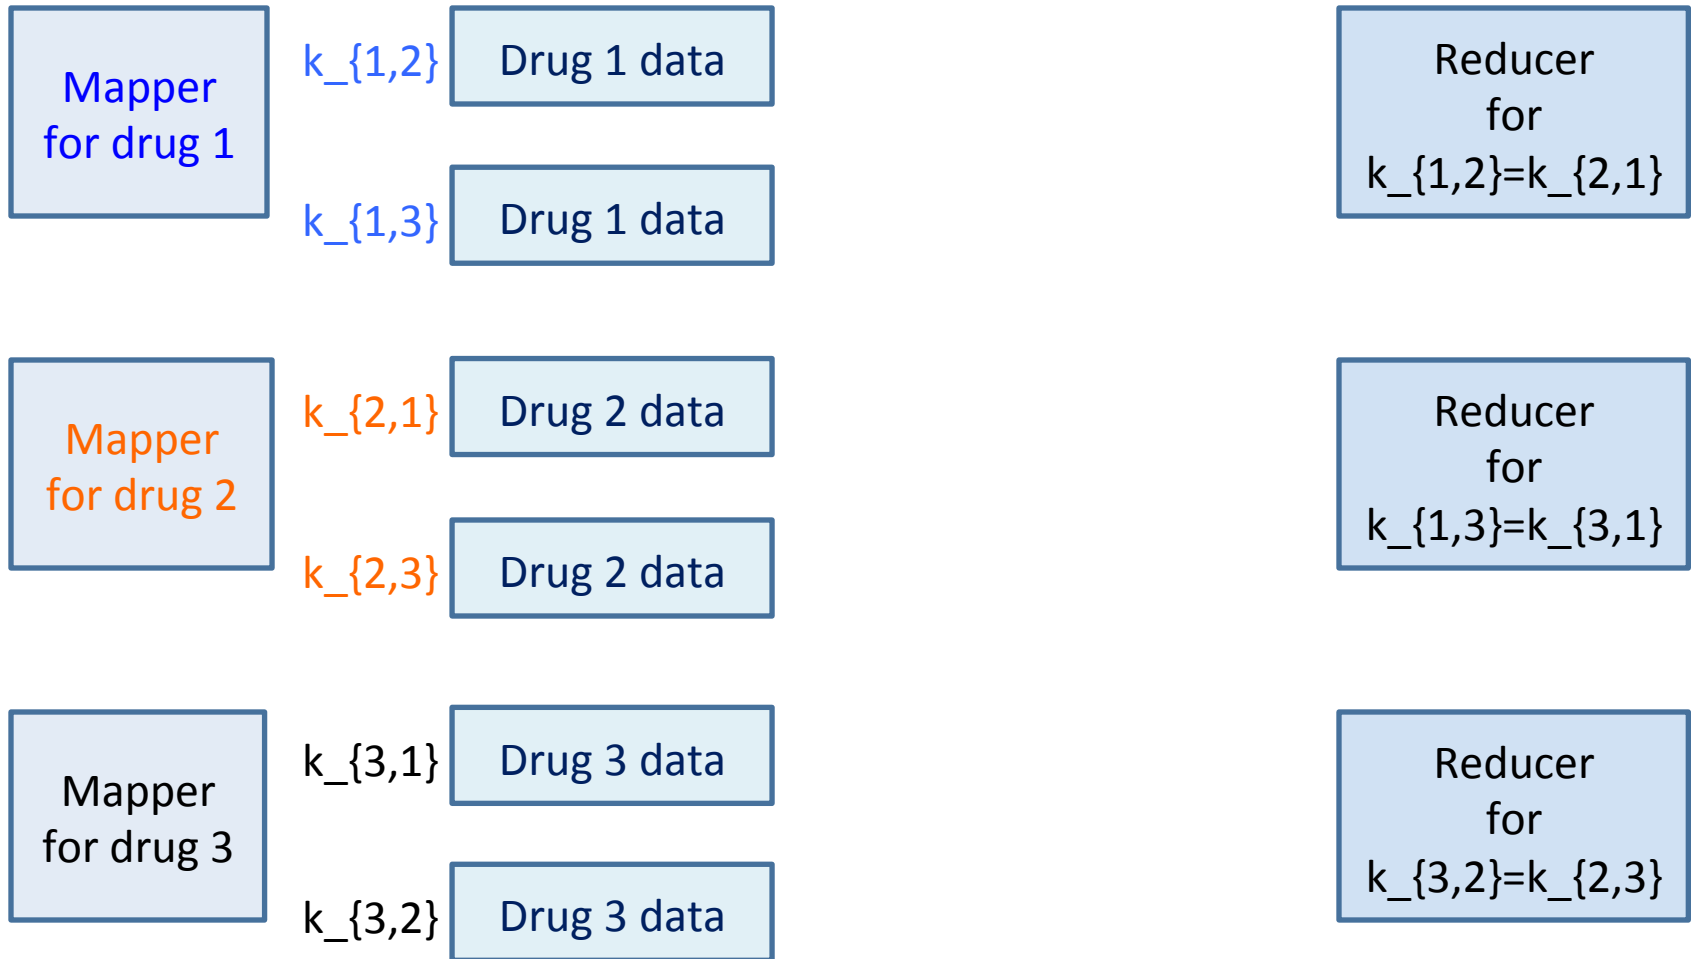 Mapper
for drug 1
k_{1,2}
Drug 1 data
k_{1,3}
Drug 1 data
Reducer
for
k_{1,2}=k_{2,1}
Mapper
for drug 2
k_{2,1}
Drug 2 data
k_{2,3}
Drug 2 data
Reducer
for
k_{1,3}=k_{3,1}
Mapper
for drug 3
k_{3,1}
Drug 3 data
k_{3,2}
Drug 3 data
Reducer
for
k_{3,2}=k_{2,3}